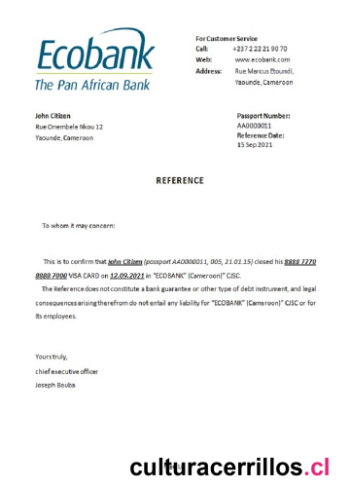 Ecobank
The Pan African Bank
For Customer Service
Call: +237 2 22 21 90 70
Web: www.ecobank.com
Address: Rue Marcus Etoundi,
Yaounde, Cameroon
John Citizen
Rue Onembele Nkou 12
Yaounde, Cameroon
Passport Number:
AA0000011
Reference Date:
15 Sep 2021
REFERENCE
To whom it may concern:
This is to confirm that John Citizen (passport AA0000011, 005, 21.01.15) closed his 8888 7770
8888 7000 VISA CARD on 12.09.2021 in "ECOBANK" (Cameroon)" CJSC.
The Reference does not constitute a bank guarantee or other type of debt instrument, and legal
consequences arising therefrom do not entail any liability for "ECOBANK" (Cameroon)" CJSC or for
its employees.
Yours truly,
chief executive officer
Joseph Bouba
culturacerrillos.cl